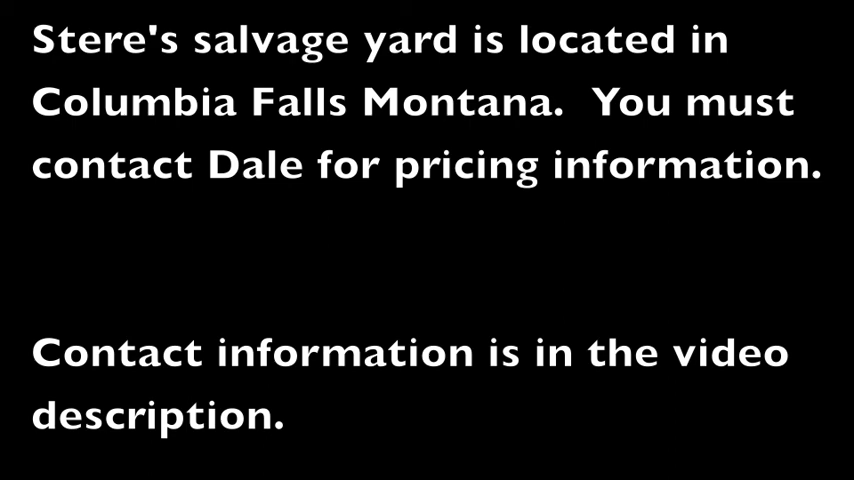 Stere's salvage yard is located in
Columbia Falls Montana.  You must
contact Dale for pricing information.
Contact information is in the video
description.